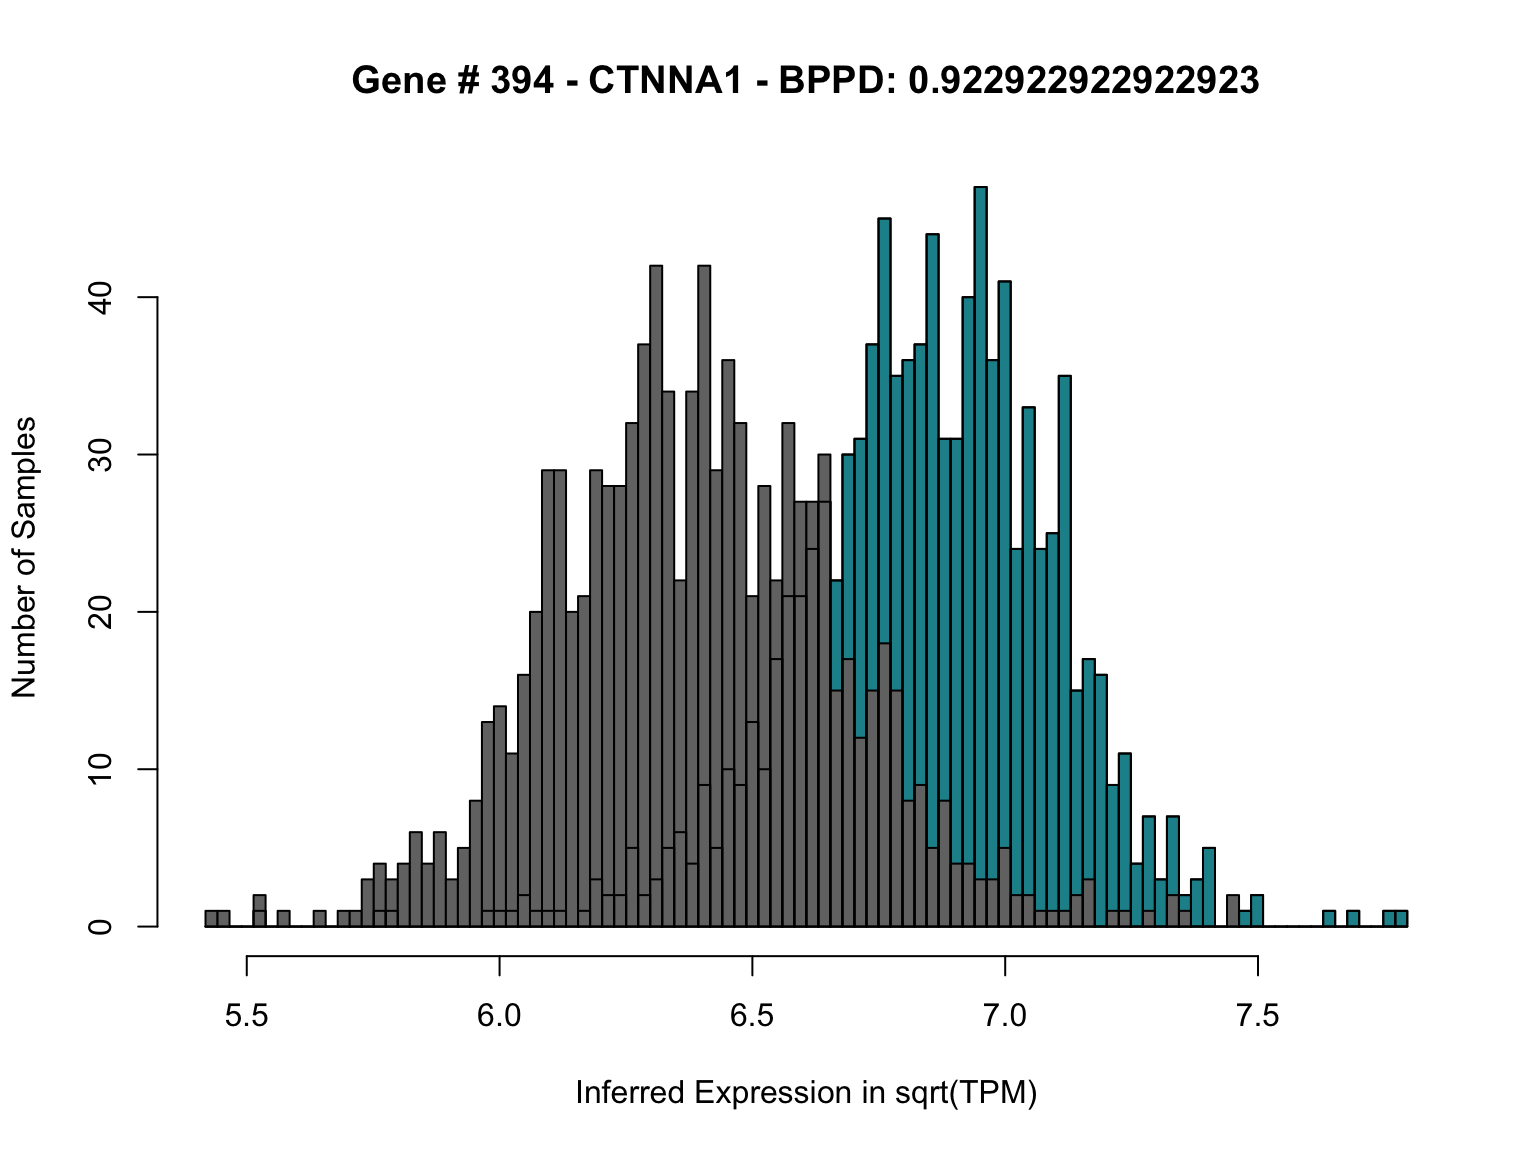 Gene # 394 - CTNNA1 - BPPD: 0.922922922922923
Number of Samples
40
30
20
10
0
5.5 6.0 6.5 7.0 7.5
Inferred Expression in sqrt(TPM)